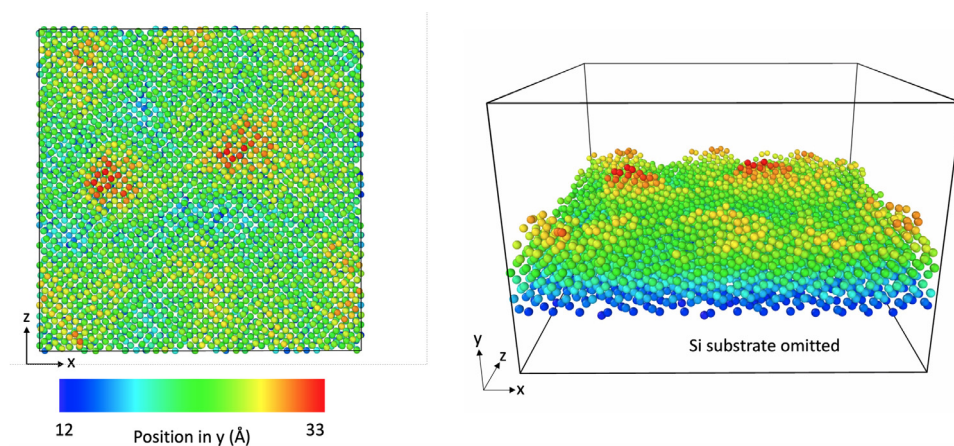 z
x
12
33
Position in y (Å)
Si substrate omitted
y
z
x